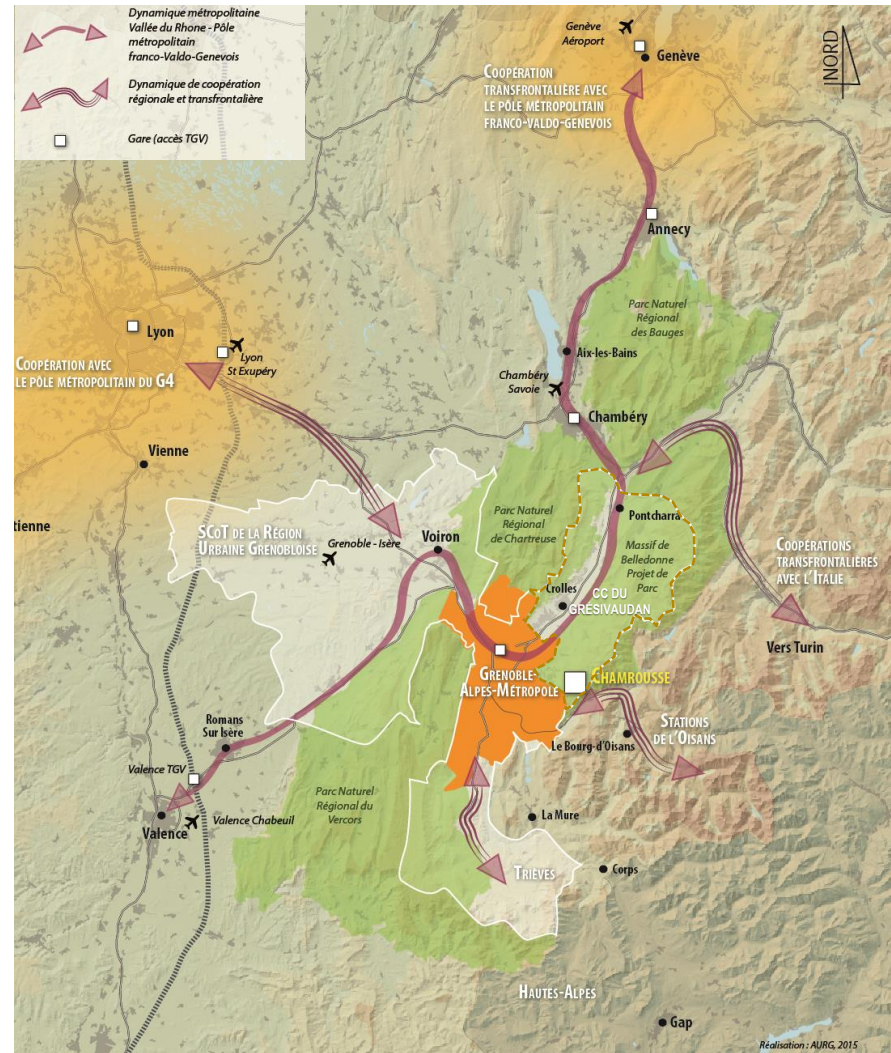 Dynamique métropolitaine
Vallée du Rhone - Pôle
métropolitain
franco-Valdo-Genevois
Dynamique de coopération
régionale et transfrontalière
Gare (accès TGV)
NORD
Genève
Aéroport
Genève
COOPÉRATION
TRANSFRONTALIÈRE AVEC
LE PÔLE MÉTROPOLITAIN
FRANCO-VALDO-GENEVOIS
Annecy
Parc Naturel
Régional
des Bauges
Lyon
Lyon
St Exupéry
COOPÉRATION AVEC
LE PÔLE MÉTROPOLITAIN DU G4
Aix-les-Bains
Chambéry
Savoie
Chambéry
Vienne
tienne
SCOT DE LA RÉGION
URBAINE GRENOBLOISE
Grenoble - Isère
Voiron
Parc Naturel
Régional
de Chartreuse
Pontcharra
Massif de
Belledonne
Projet de
Parc
COOPÉRATIONS
TRANSFRONTALIÈRES
AVEC L'ITALIE
Crolles
CC DU
GRÉSIVAUDAN
Vers Turin
GRENOBLE-
ALPES-MÉTROPOLE
CHAMROUSSE
STATIONS
DE L'OISANS
Le Bourg-d'Oisans
Romans
Sur Isère
Valence TGV
Valence
Valence Chabeuil
Parc Naturel
Régional du
Vercors
La Mure
TRIÈVES
Corps
HAUTES-ALPES
Gap
Réalisation : AURG, 2015